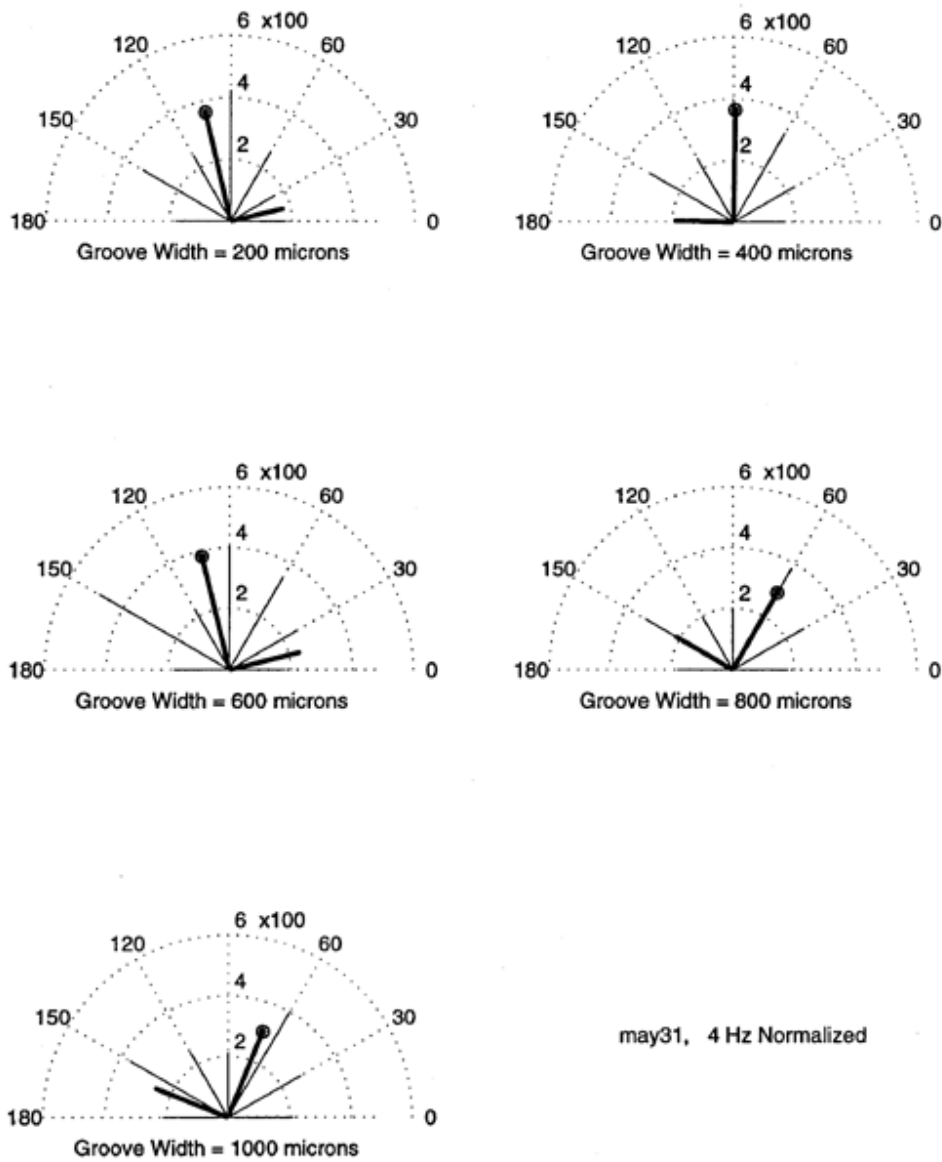 6 x100
120 60
4
150 30
2
180 0
Groove Width = 200 microns
6 x100
120 60
4
150 30
2
180 0
Groove Width = 400 microns
6 x100
120 60
4
150 30
2
180 0
Groove Width = 600 microns
6 x100
120 60
4
150 30
2
180 0
Groove Width = 800 microns
6 x100
120 60
4
150 30
2
180 0
Groove Width = 1000 microns
may31, 4 Hz Normalized